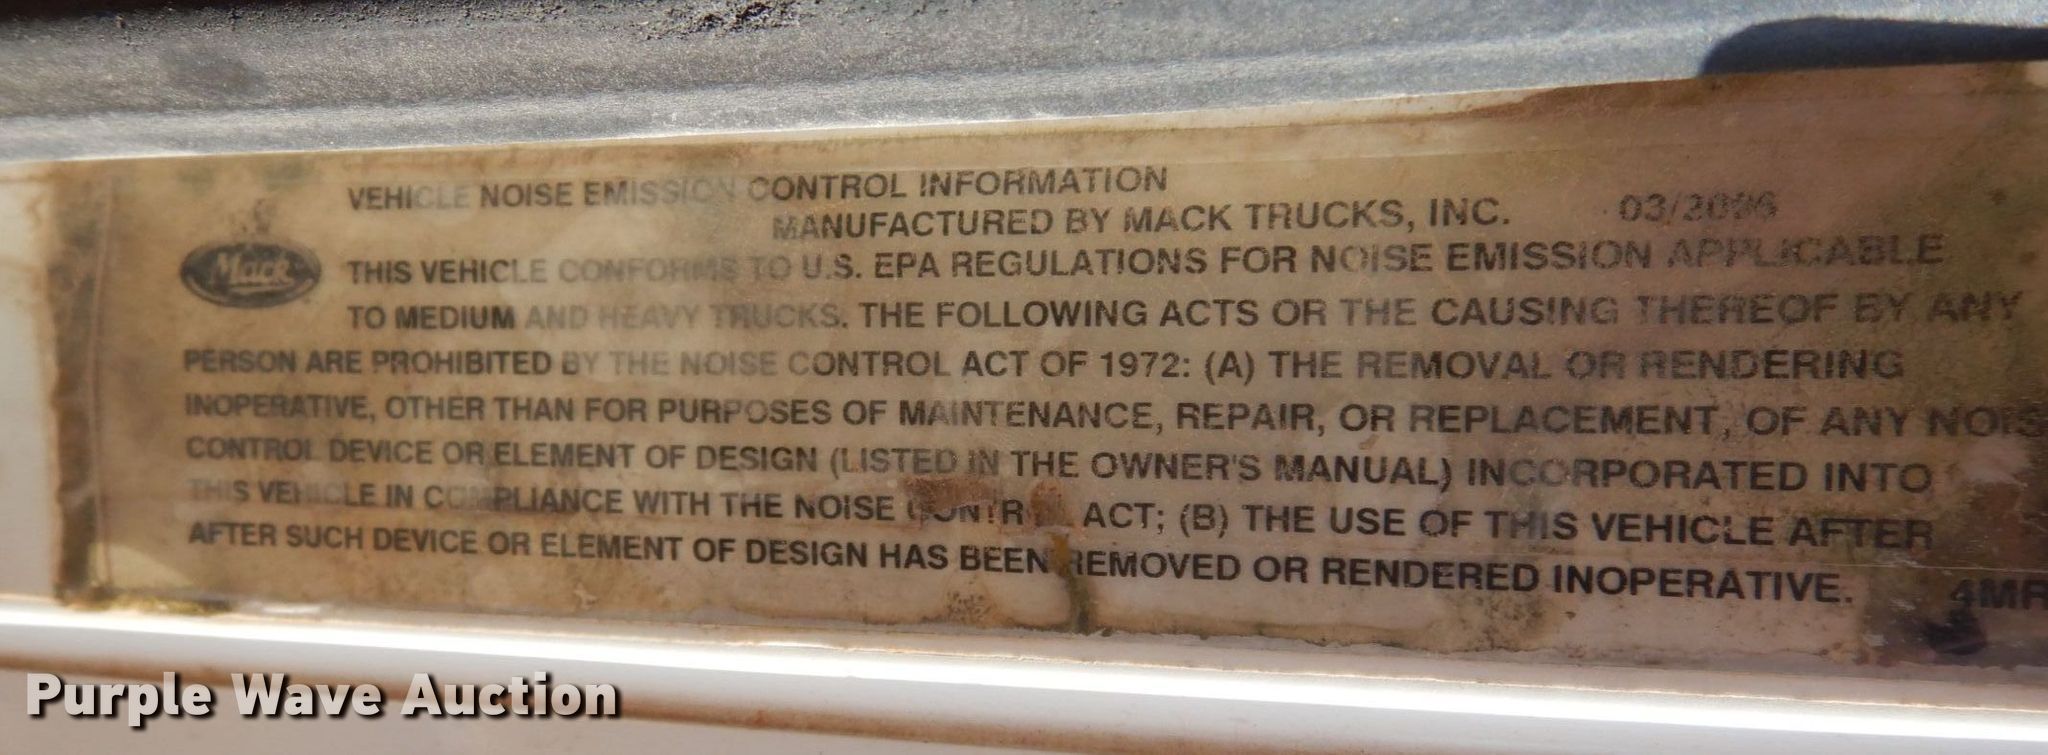 VEHICLE NOISE EMISSION CONTROL INFORMATION
MANUFACTURED BY MACK TRUCKS, INC.
Mack
THIS VEHICLE CONFORMS TO U.S. EPA REGULATIONS FOR NOISE EMISSION APPLICABLE
TO MEDIUM AND HEAVY TRUCKS. THE FOLLOWING ACTS OR THE CAUSING THEREOF BY ANY
PERSON ARE PROHIBITED BY THE NOISE CONTROL ACT OF 1972: (A) THE REMOVAL OR RENDERING
INOPERATIVE, OTHER THAN FOR PURPOSES OF MAINTENANCE, REPAIR, OR REPLACEMENT, OF ANY NOIS
CONTROL DEVICE OR ELEMENT OF DESIGN (LISTED IN THE OWNER'S MANUAL) INCORPORATED INTO
THIS VEHICLE IN COMPLIANCE WITH THE NOISE CONTROL ACT; (B) THE USE OF THIS VEHICLE AFTER
AFTER SUCH DEVICE OR ELEMENT OF DESIGN HAS BEEN REMOVED OR RENDERED INOPERATIVE. 4MR
Purple Wave Auction